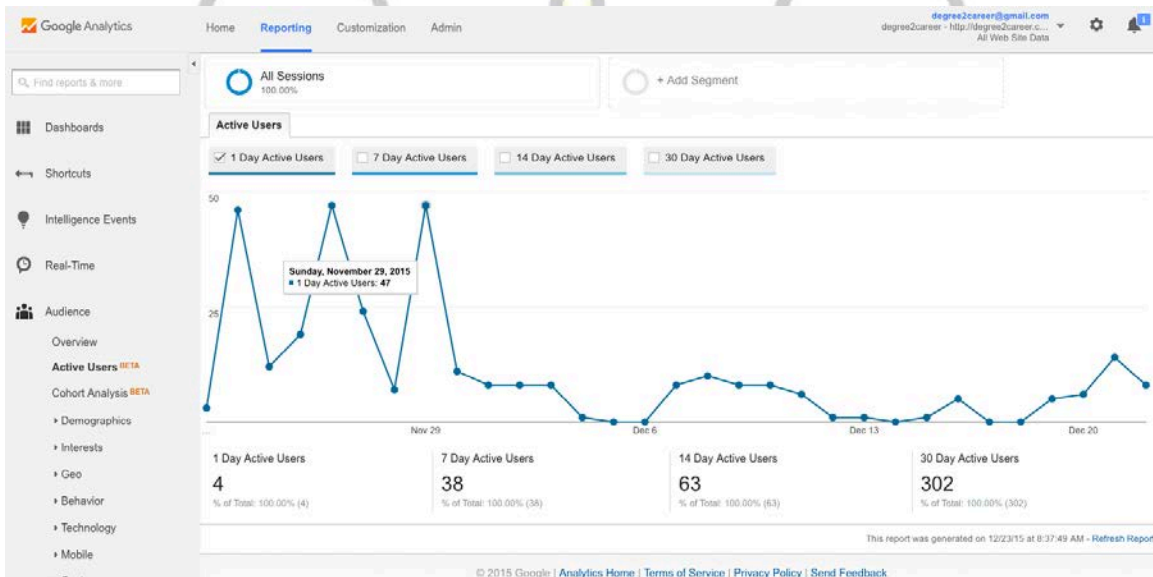 Google Analytics
Home Reporting Customization Admin
degree2career@gmail.com
degree2career - http://degree2career.c...
All Web Site Data
1
Find reports & more
All Sessions
100.00%
+ Add Segment
Dashboards
Shortcuts
Intelligence Events
Real-Time
Audience
Overview
Active Users BETA
Cohort Analysis BETA
Demographics
Interests
Geo
Behavior
Technology
Mobile
Active Users
1 Day Active Users 7 Day Active Users 14 Day Active Users 30 Day Active Users
50
Sunday, November 29, 2015
1 Day Active Users: 47
25
... Nov 29 Dec 6 Dec 13 Dec 20
1 Day Active Users 7 Day Active Users 14 Day Active Users 30 Day Active Users
4 38 63 302
% of Total: 100.00% (4) % of Total: 100.00% (38) % of Total: 100.00% (63) % of Total: 100.00% (302)
This report was generated on 12/23/15 at 8:37:49 AM - Refresh Report
© 2015 Google | Analytics Home | Terms of Service | Privacy Policy | Send Feedback